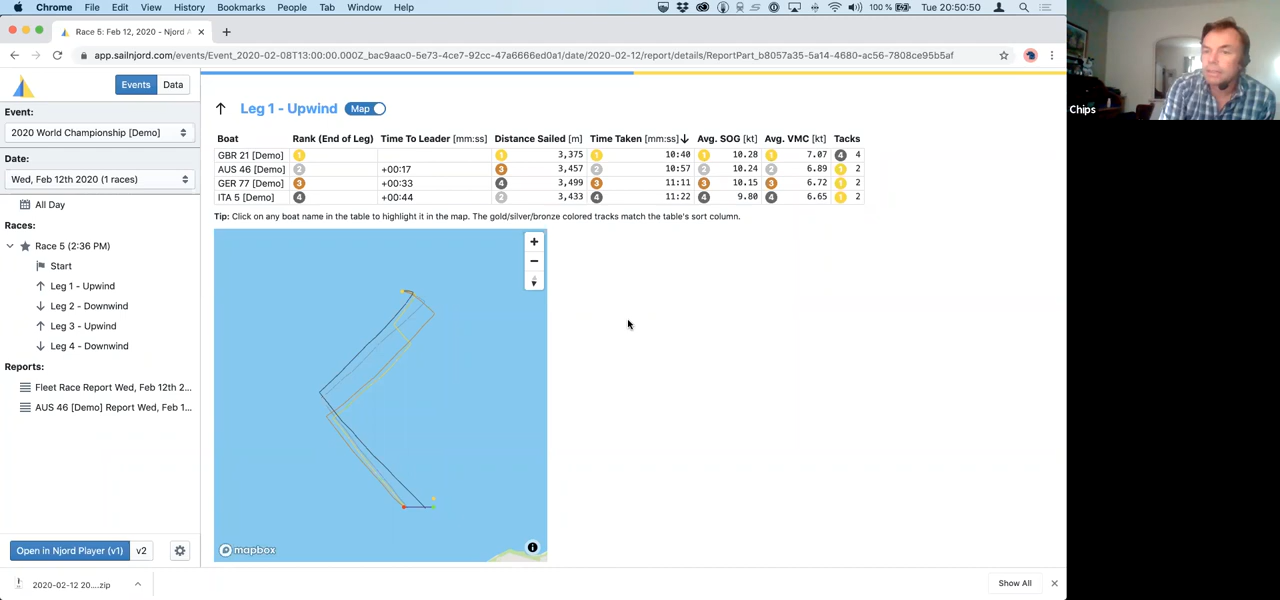 Chrome File Edit View History Bookmarks People Tab Window Help 100 % Tue 20:50:50
Race 5: Feb 12, 2020 - Njord A
app.sailnjord.com/events/Event_2020-02-08T13:00:00.000Z_bac9aac0-5e73-4ce7-92cc-47a6666ed0a1/date/2020-02-12/report/details/ReportPart_b8057a35-5a14-4680-ac56-7808ce95b5af
Chips
Events Data
Event:
2020 World Championship [Demo]
Date:
Wed, Feb 12th 2020 (1 races)
All Day
Races:
Race 5 (2:36 PM)
Start
Leg 1 - Upwind
Leg 2 - Downwind
Leg 3 - Upwind
Leg 4 - Downwind
Reports:
Fleet Race Report Wed, Feb 12th 2...
AUS 46 [Demo] Report Wed, Feb 1...
Open in Njord Player (v1) v2
Leg 1 - Upwind Map
Boat Rank (End of Leg) Time To Leader [mm:ss] Distance Sailed [m] Time Taken [mm:ss] Avg. SOG [kt] Avg. VMC [kt] Tacks
GBR 21 [Demo] 1 1 3,375 1 10:40 1 10.28 1 7.07 4 4
AUS 46 [Demo] 2 +00:17 3 3,457 2 10:57 2 10.24 2 6.89 1 2
GER 77 [Demo] 3 +00:33 4 3,499 3 11:11 3 10.15 3 6.72 1 2
ITA 5 [Demo] 4 +00:44 2 3,433 4 11:22 4 9.80 4 6.65 1 2
Tip: Click on any boat name in the table to highlight it in the map. The gold/silver/bronze colored tracks match the table's sort column.
mapbox
2020-02-12 20....zip
Show All